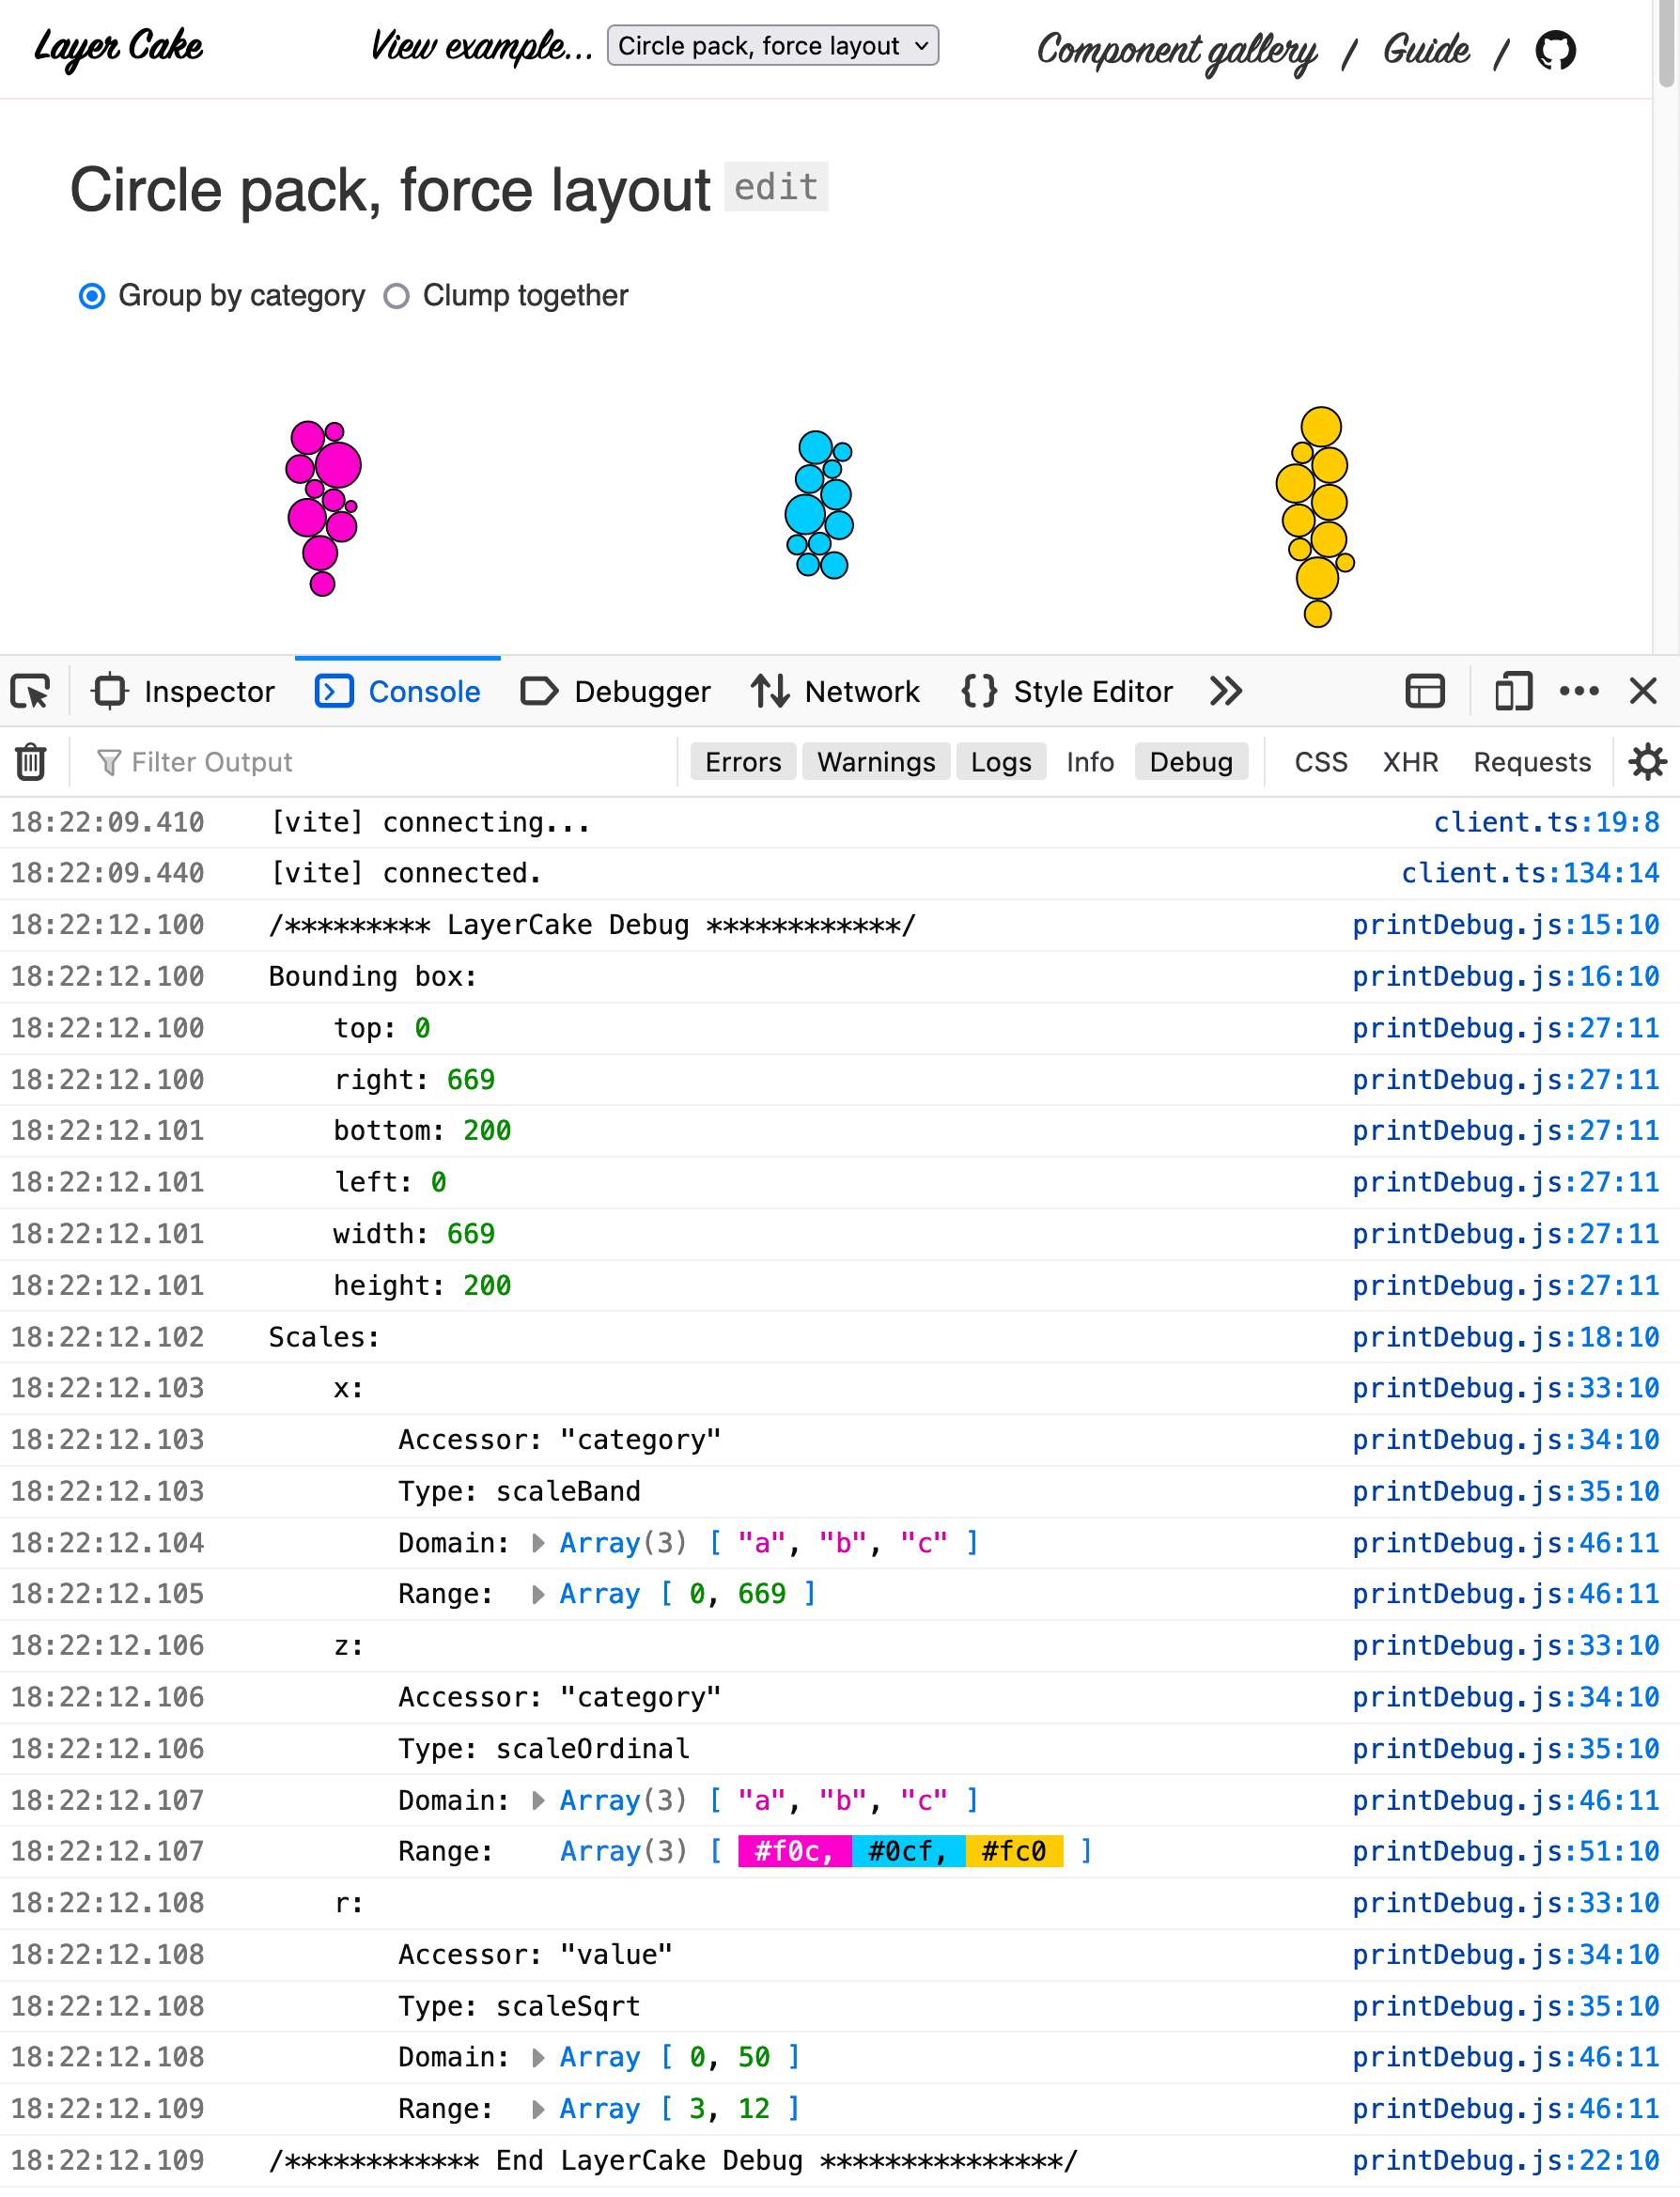 Layer Cake View example... Circle pack, force layout Component gallery / Guide /
Circle pack, force layout edit
Group by category Clump together
Inspector Console Debugger Network Style Editor
Filter Output Errors Warnings Logs Info Debug CSS XHR Requests
18:22:09.410 [vite] connecting... client.ts:19:8
18:22:09.440 [vite] connected. client.ts:134:14
18:22:12.100 /********* LayerCake Debug ************/ printDebug.js:15:10
18:22:12.100 Bounding box: printDebug.js:16:10
18:22:12.100 top: 0 printDebug.js:27:11
18:22:12.100 right: 669 printDebug.js:27:11
18:22:12.101 bottom: 200 printDebug.js:27:11
18:22:12.101 left: 0 printDebug.js:27:11
18:22:12.101 width: 669 printDebug.js:27:11
18:22:12.101 height: 200 printDebug.js:27:11
18:22:12.102 Scales: printDebug.js:18:10
18:22:12.103 x: printDebug.js:33:10
18:22:12.103 Accessor: "category" printDebug.js:34:10
18:22:12.103 Type: scaleBand printDebug.js:35:10
18:22:12.104 Domain: Array(3) [ "a", "b", "c" ] printDebug.js:46:11
18:22:12.105 Range: Array [ 0, 669 ] printDebug.js:46:11
18:22:12.106 z: printDebug.js:33:10
18:22:12.106 Accessor: "category" printDebug.js:34:10
18:22:12.106 Type: scaleOrdinal printDebug.js:35:10
18:22:12.107 Domain: Array(3) [ "a", "b", "c" ] printDebug.js:46:11
18:22:12.107 Range: Array(3) [ #f0c, #0cf, #fc0 ] printDebug.js:51:10
18:22:12.108 r: printDebug.js:33:10
18:22:12.108 Accessor: "value" printDebug.js:34:10
18:22:12.108 Type: scaleSqrt printDebug.js:35:10
18:22:12.108 Domain: Array [ 0, 50 ] printDebug.js:46:11
18:22:12.109 Range: Array [ 3, 12 ] printDebug.js:46:11
18:22:12.109 /************ End LayerCake Debug ***************/ printDebug.js:22:10